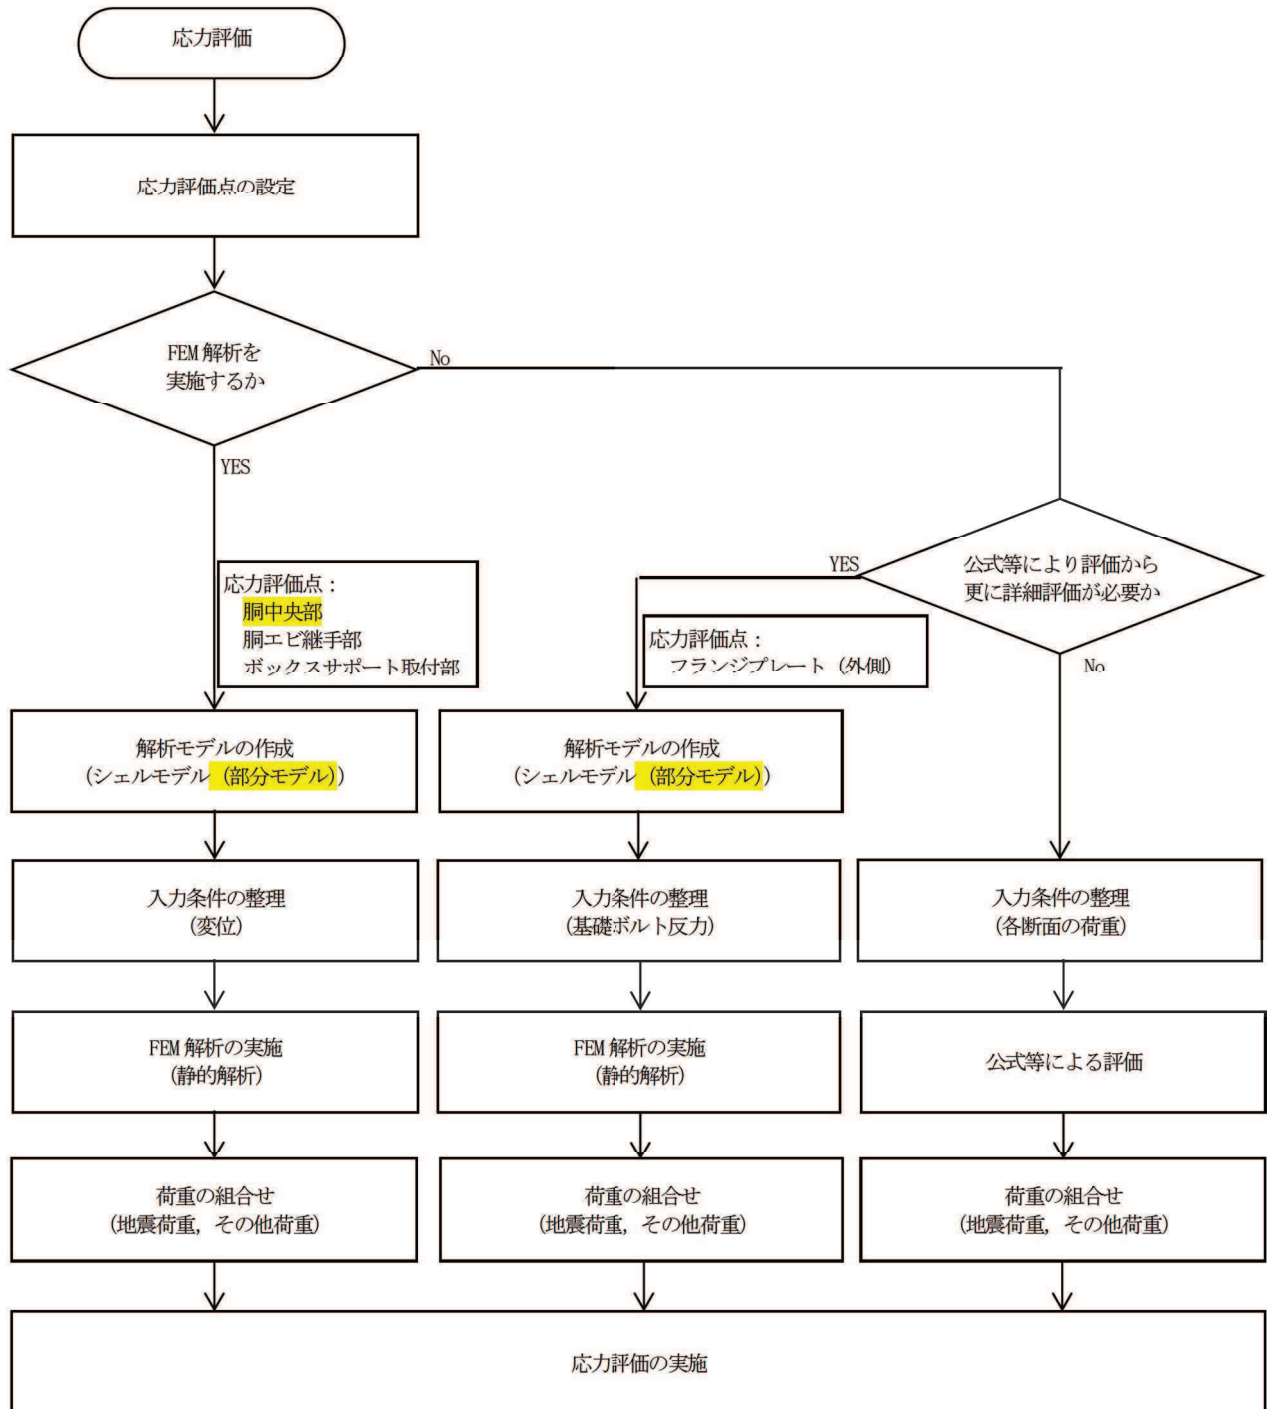 応力評価
応力評価点の設定
FEM 解析を
実施するか
No
YES
公式等により評価から
更に詳細評価が必要か
YES
No
応力評価点：
胴中央部
胴エビ継手部
ボックスサポート取付部
応力評価点：
フランジプレート（外側）
解析モデルの作成
(シェルモデル（部分モデル）)
解析モデルの作成
(シェルモデル（部分モデル）)
入力条件の整理
(変位)
入力条件の整理
(基礎ボルト反力)
入力条件の整理
(各断面の荷重)
FEM 解析の実施
(静的解析)
FEM 解析の実施
(静的解析)
公式等による評価
荷重の組合せ
(地震荷重，その他荷重)
荷重の組合せ
(地震荷重，その他荷重)
荷重の組合せ
(地震荷重，その他荷重)
応力評価の実施